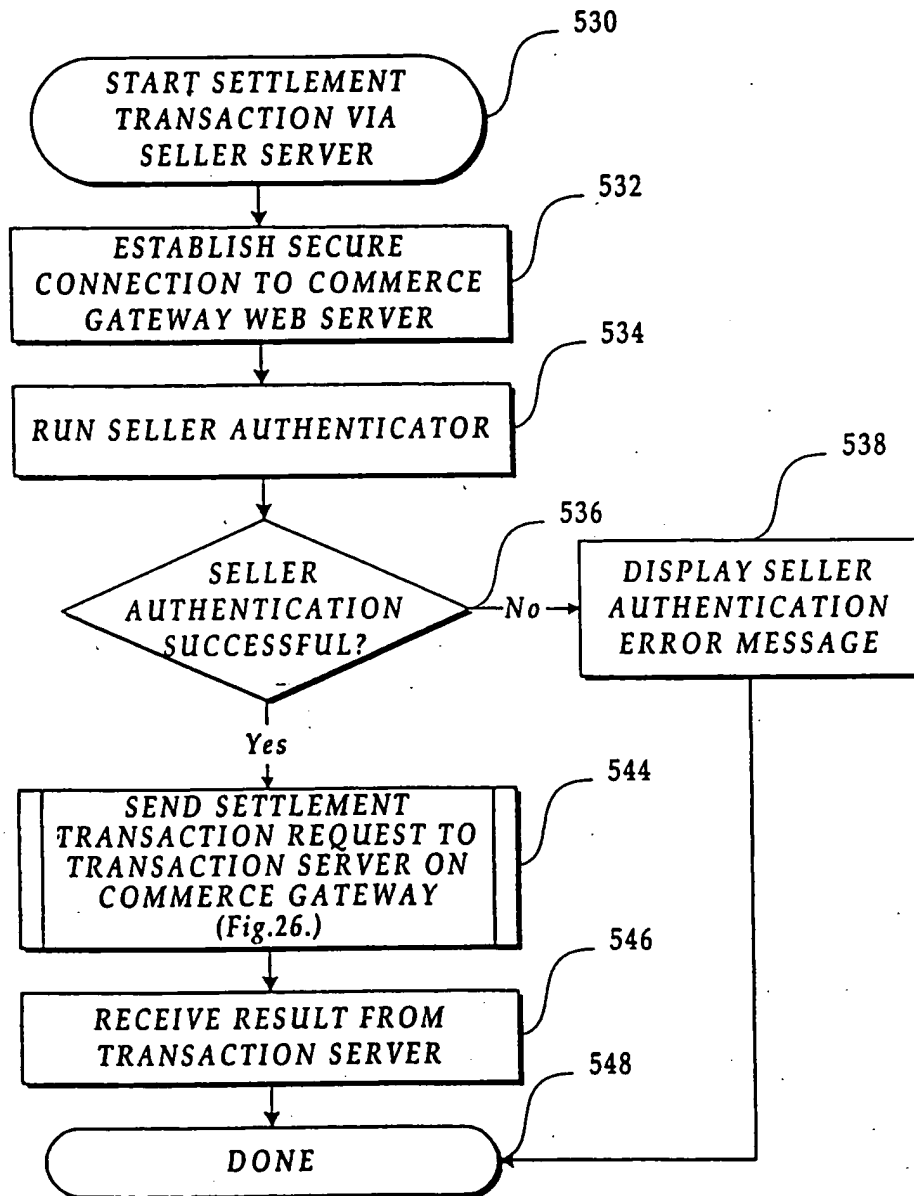 530
START SETTLEMENT
TRANSACTION VIA
SELLER SERVER
532
ESTABLISH SECURE
CONNECTION TO COMMERCE
GATEWAY WEB SERVER
534
RUN SELLER AUTHENTICATOR
536
SELLER
AUTHENTICATION
SUCCESSFUL?
No
538
DISPLAY SELLER
AUTHENTICATION
ERROR MESSAGE
Yes
544
SEND SETTLEMENT
TRANSACTION REQUEST TO
TRANSACTION SERVER ON
COMMERCE GATEWAY
(Fig.26.)
546
RECEIVE RESULT FROM
TRANSACTION SERVER
548
DONE